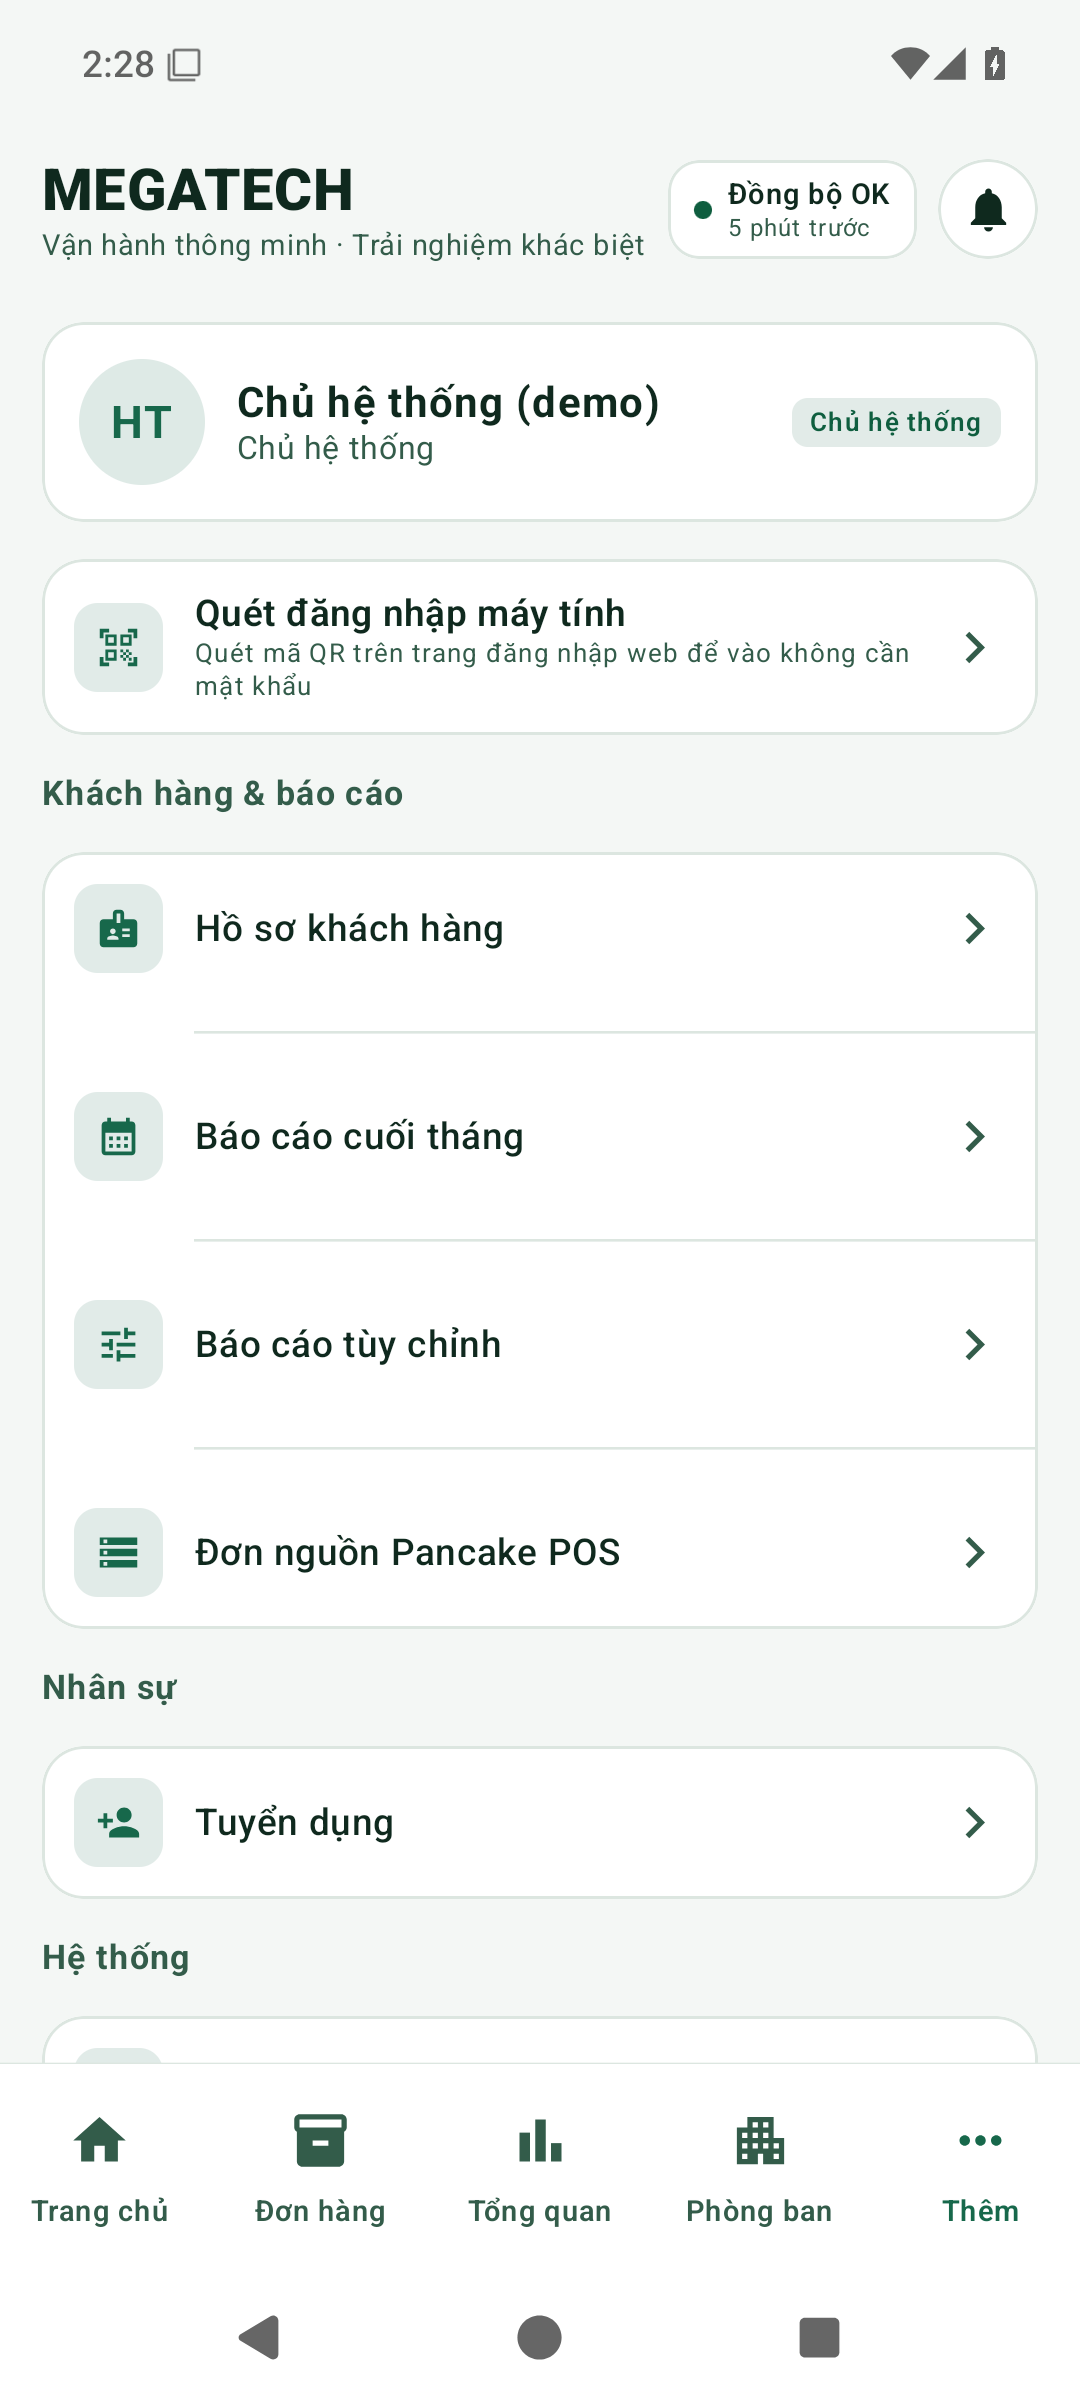 2:28
MEGATECH
Vận hành thông minh · Trải nghiệm khác biệt
Đồng bộ OK
5 phút trước
HT
Chủ hệ thống (demo)
Chủ hệ thống
Chủ hệ thống
Quét đăng nhập máy tính
Quét mã QR trên trang đăng nhập web để vào không cần
mật khẩu
Khách hàng & báo cáo
Hồ sơ khách hàng
Báo cáo cuối tháng
Báo cáo tùy chỉnh
Đơn nguồn Pancake POS
Nhân sự
Tuyển dụng
Hệ thống
Trang chủ
Đơn hàng
Tổng quan
Phòng ban
Thêm